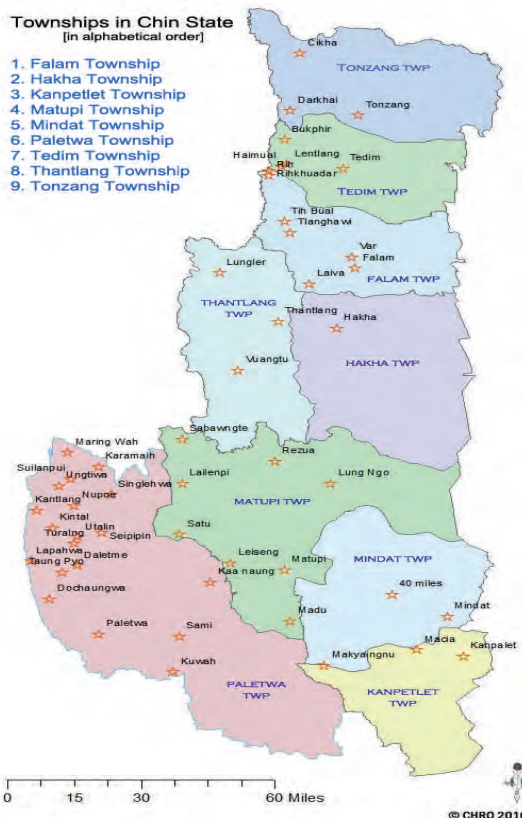 Townships in Chin State
[in alphabetical order]
1. Falam Township
2. Hakha Township
3. Kanpetlet Township
4. Matupi Township
5. Mindat Township
6. Paletwa Township
7. Tedim Township
8. Thantlang Township
9. Tonzang Township
Cikha
TONZANG TWP
Darkhai
Tonzang
Bukphir
Haimual
Lentlang
Rih
Tedim
Rihkhuadar
TEDIM TWP
Tih Bual
Tlanghawi
Var
Falam
Lungler
Laiva
FALAM TWP
THANTLANG
TWP
Thantlang
Hakha
Vuangtu
HAKHA TWP
Sabawngte
Maring Wah
Karamaih
Rezua
Suilanpui
Ungtiwa
Singlehwa
Lailenpi
Lung Ngo
Kantlang
Nupoe
MATUPI TWP
Kintal
Utalin
Satu
Turaing
Seipipin
Lapahwa
Daletme
Leiseng
Matupi
MINDAT TWP
Taung Pyo
Kaa naung
40 miles
Dochaungwa
Madu
Mindat
Paletwa
Sami
Macia
Kanpalet
Kuwah
Makyaingnu
PALETWA
TWP
KANPETLET
TWP
0 15 30 60 Miles
© CHRO 2010